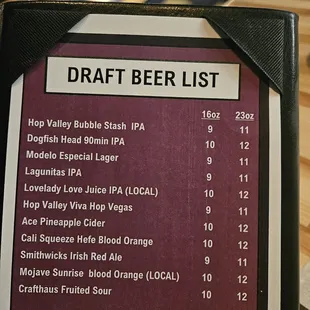 DRAFT BEER LIST
16oz 23oz
Hop Valley Bubble Stash IPA 9 11
Dogfish Head 90min IPA 10 12
Modelo Especial Lager 9 11
Lagunitas IPA 9 11
Lovelady Love Juice IPA (LOCAL) 10 12
Hop Valley Viva Hop Vegas 9 11
Ace Pineapple Cider 10 12
Cali Squeeze Hefe Blood Orange 10 12
Smithwicks Irish Red Ale 9 11
Mojave Sunrise blood Orange (LOCAL) 10 12
Crafthaus Fruited Sour 10 12